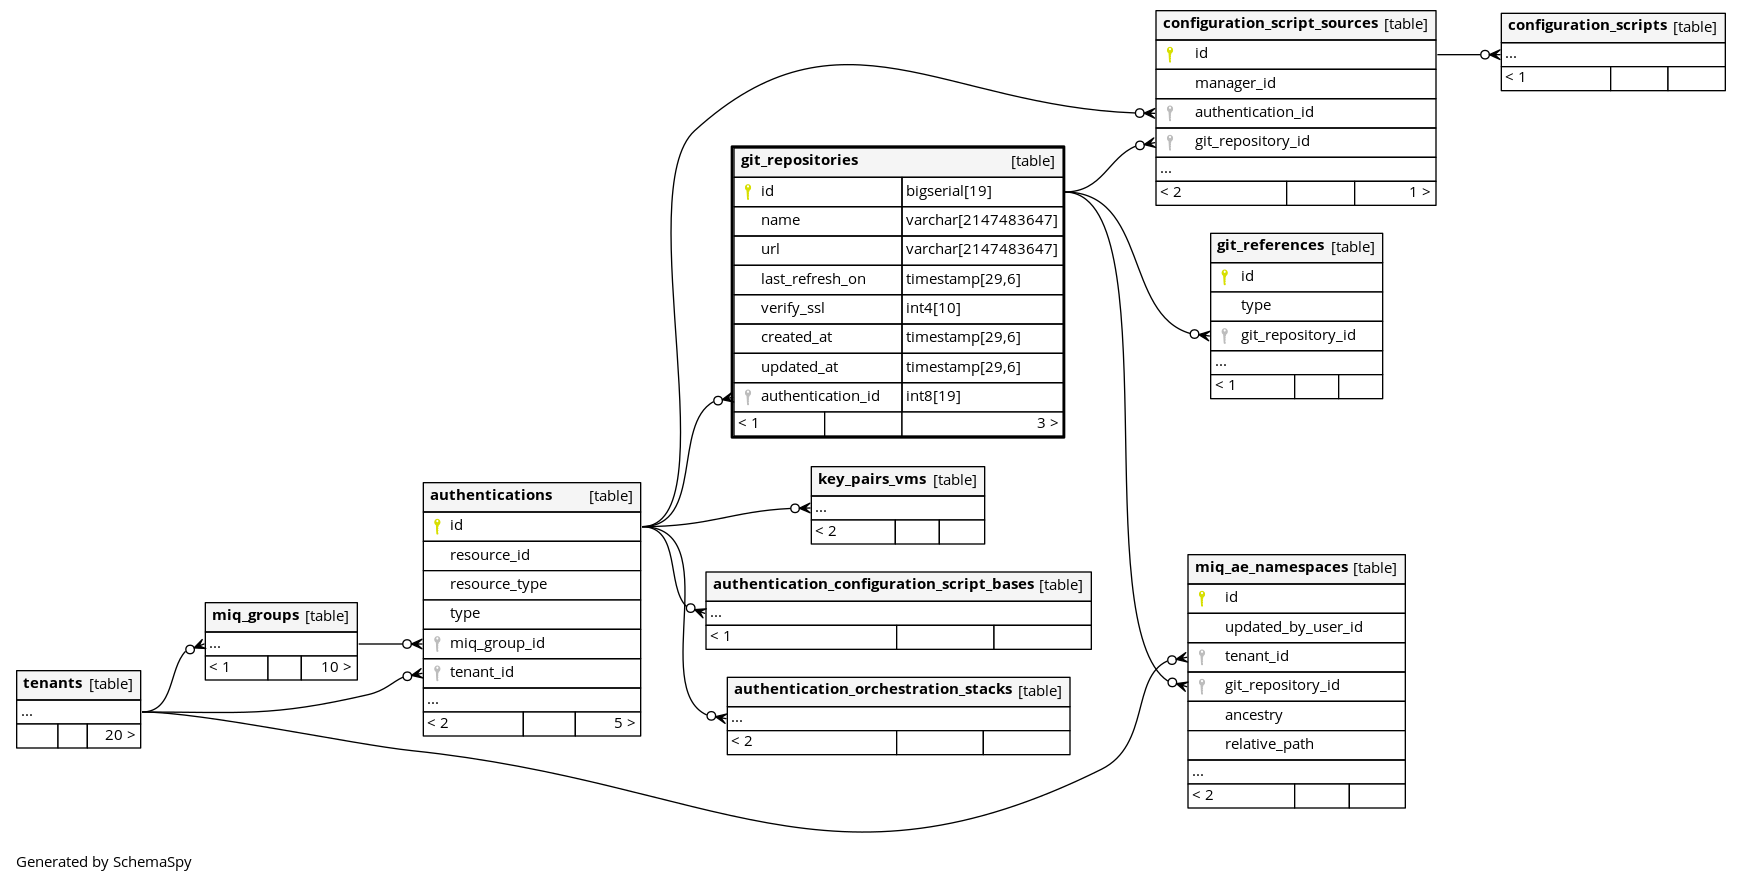 configuration_script_sources [table]
id
manager_id
authentication_id
git_repository_id
...
< 2 1 >
configuration_scripts [table]
...
< 1
git_repositories [table]
id bigserial[19]
name varchar[2147483647]
url varchar[2147483647]
last_refresh_on timestamp[29,6]
verify_ssl int4[10]
created_at timestamp[29,6]
updated_at timestamp[29,6]
authentication_id int8[19]
< 1 3 >
git_references [table]
id
type
git_repository_id
...
< 1
key_pairs_vms [table]
...
< 2
authentications [table]
id
resource_id
resource_type
type
miq_group_id
tenant_id
...
< 2 5 >
authentication_configuration_script_bases [table]
...
< 1
miq_ae_namespaces [table]
id
updated_by_user_id
tenant_id
git_repository_id
ancestry
relative_path
...
< 2
miq_groups [table]
...
< 1 10 >
tenants [table]
...
20 >
authentication_orchestration_stacks [table]
...
< 2
Generated by SchemaSpy